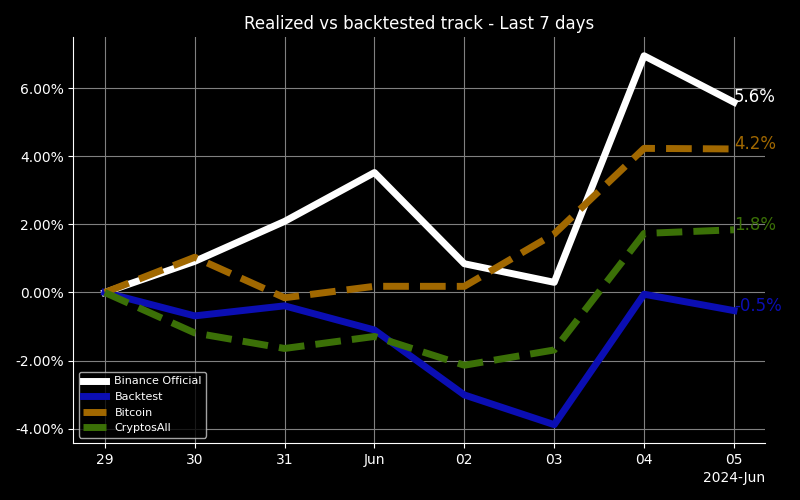 Realized vs backtested track - Last 7 days
6.00%
4.00%
2.00%
0.00%
-2.00%
-4.00%
5.6%
4.2%
1.8%
-0.5%
Binance Official
Backtest
Bitcoin
CryptosAll
29 30 31 Jun 02 03 04 05
2024-Jun